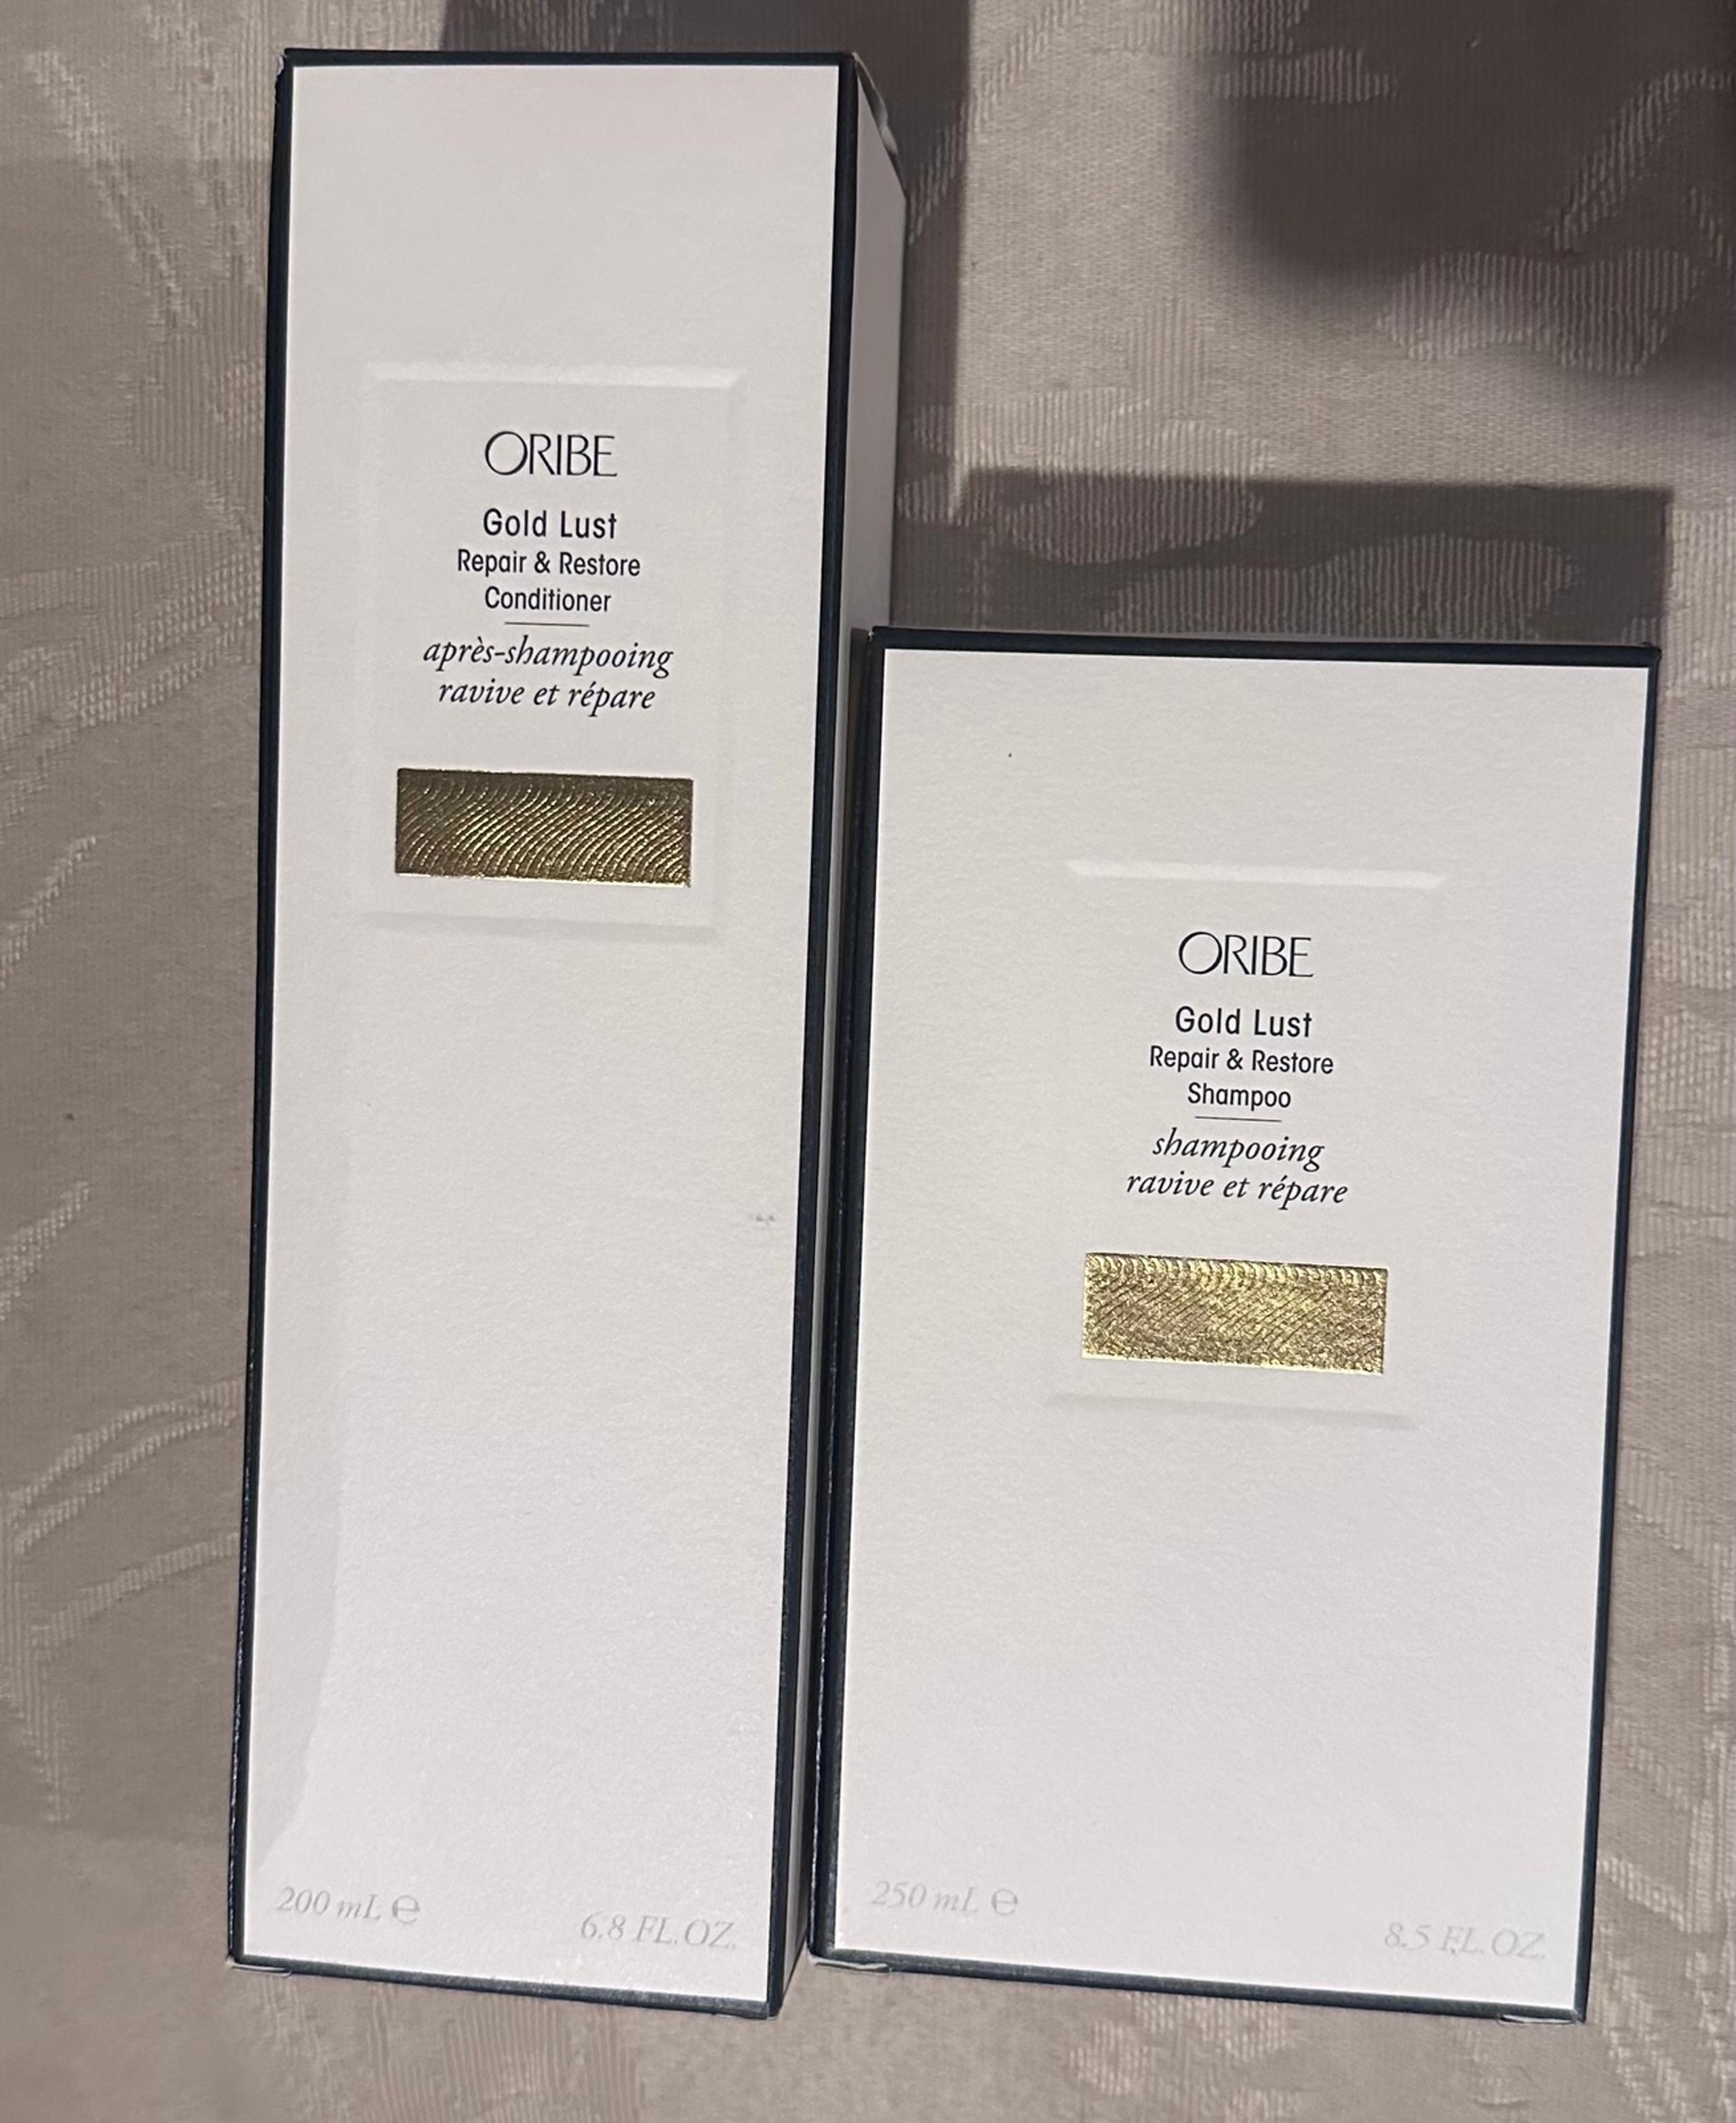 ORIBE
Gold Lust
Repair & Restore
Conditioner
après-shampooing
ravive et répare
200 mL ℮
6.8 FL.OZ.
ORIBE
Gold Lust
Repair & Restore
Shampoo
shampooing
ravive et répare
250 mL ℮
8.5 FL.OZ.